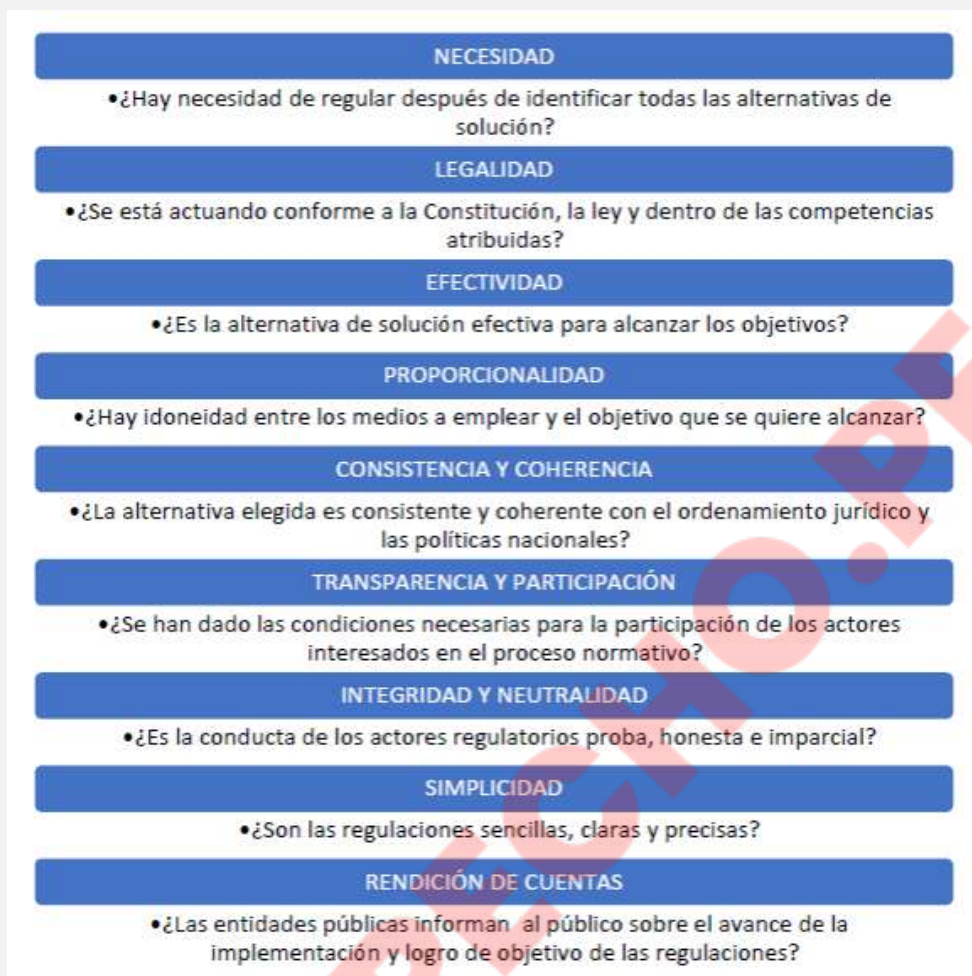 NECESIDAD
•¿Hay necesidad de regular después de identificar todas las alternativas de
solución?
LEGALIDAD
•¿Se está actuando conforme a la Constitución, la ley y dentro de las competencias
atribuidas?
EFECTIVIDAD
•¿Es la alternativa de solución efectiva para alcanzar los objetivos?
PROPORCIONALIDAD
•¿Hay idoneidad entre los medios a emplear y el objetivo que se quiere alcanzar?
CONSISTENCIA Y COHERENCIA
•¿La alternativa elegida es consistente y coherente con el ordenamiento jurídico y
las políticas nacionales?
TRANSPARENCIA Y PARTICIPACIÓN
•¿Se han dado las condiciones necesarias para la participación de los actores
interesados en el proceso normativo?
INTEGRIDAD Y NEUTRALIDAD
•¿Es la conducta de los actores regulatorios proba, honesta e imparcial?
SIMPLICIDAD
•¿Son las regulaciones sencillas, claras y precisas?
RENDICIÓN DE CUENTAS
•¿Las entidades públicas informan al público sobre el avance de la
implementación y logro de objetivo de las regulaciones?